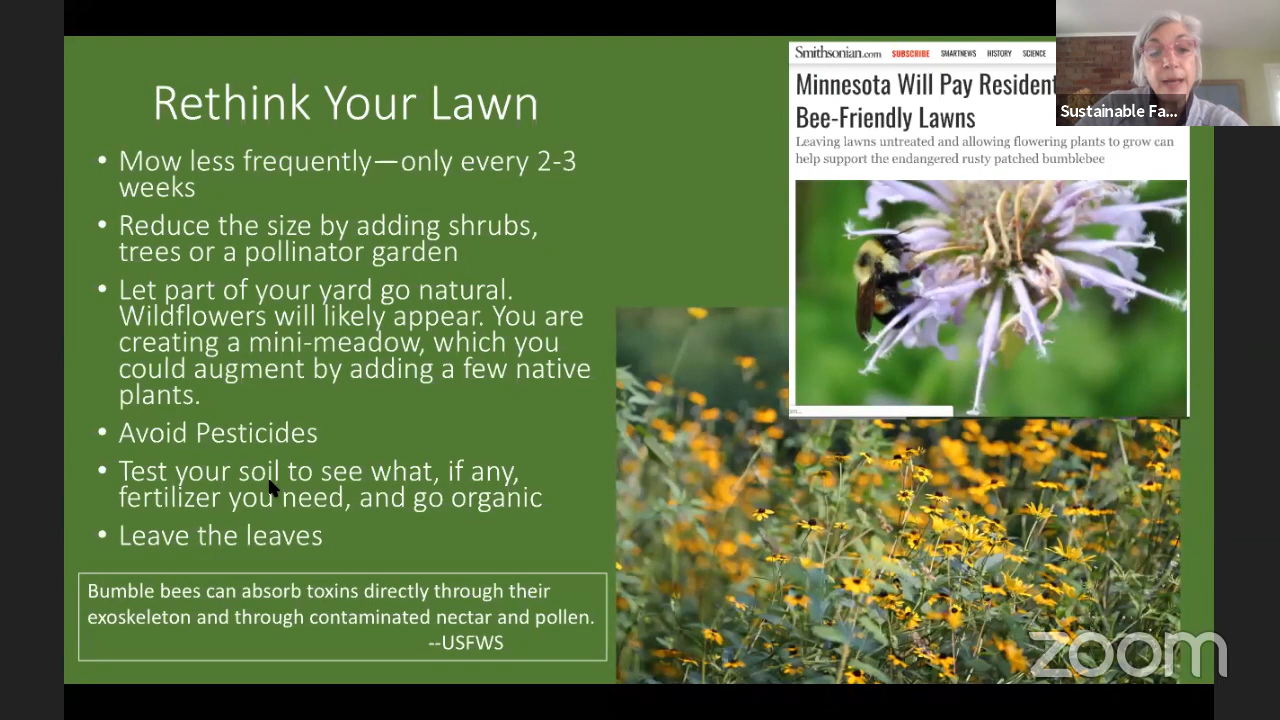 Rethink Your Lawn
• Mow less frequently—only every 2-3
weeks
• Reduce the size by adding shrubs,
trees or a pollinator garden
• Let part of your yard go natural.
Wildflowers will likely appear. You are
creating a mini-meadow, which you
could augment by adding a few native
plants.
• Avoid Pesticides
• Test your soil to see what, if any,
fertilizer you need, and go organic
• Leave the leaves
Bumble bees can absorb toxins directly through their
exoskeleton and through contaminated nectar and pollen.
--USFWS
Smithsonian.com SUBSCRIBE SMARTNEWS HISTORY SCIENCE
Minnesota Will Pay Resident
Bee-Friendly Lawns
Leaving lawns untreated and allowing flowering plants to grow can
help support the endangered rusty patched bumblebee
Sustainable Fa...
zoom